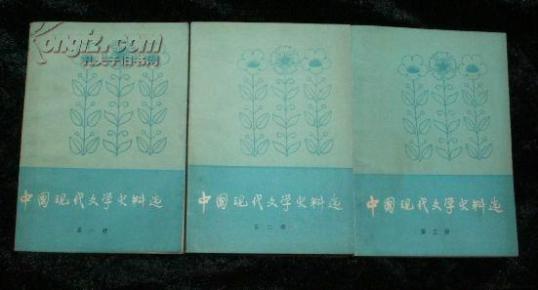 Kongfz.com
孔夫子旧书网
中国现代文学史料选
第一册
中国现代文学史料选
第二册
中国现代文学史料选
第三册